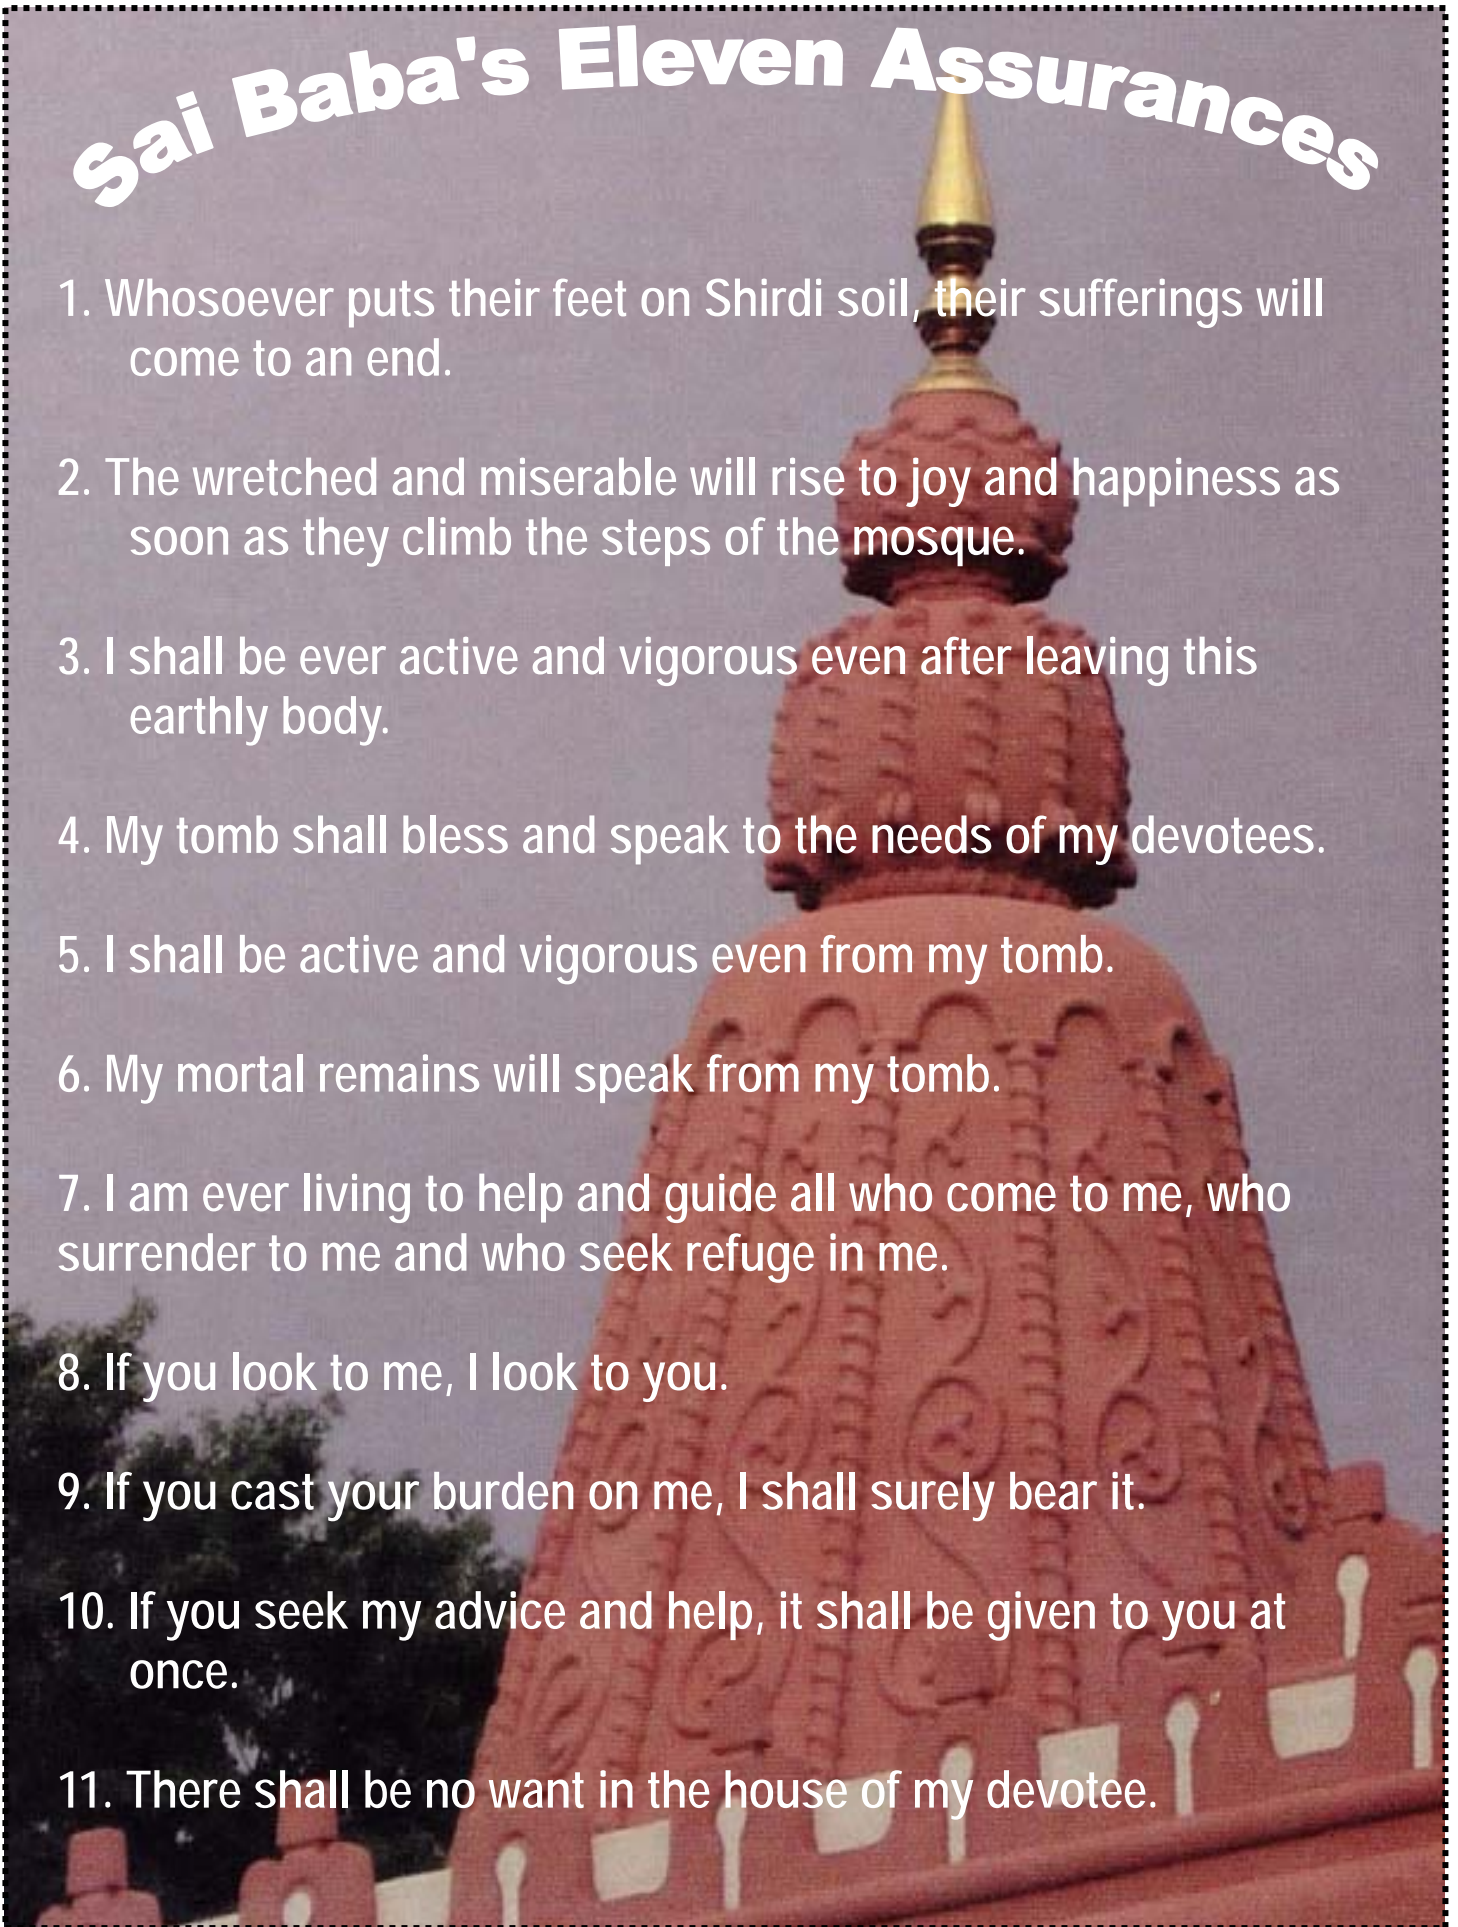 Sai Baba's Eleven Assurances
1. Whosoever puts their feet on Shirdi soil, their sufferings will
come to an end.
2. The wretched and miserable will rise to joy and happiness as
soon as they climb the steps of the mosque.
3. I shall be ever active and vigorous even after leaving this
earthly body.
4. My tomb shall bless and speak to the needs of my devotees.
5. I shall be active and vigorous even from my tomb.
6. My mortal remains will speak from my tomb.
7. I am ever living to help and guide all who come to me, who
surrender to me and who seek refuge in me.
8. If you look to me, I look to you.
9. If you cast your burden on me, I shall surely bear it.
10. If you seek my advice and help, it shall be given to you at
once.
11. There shall be no want in the house of my devotee.